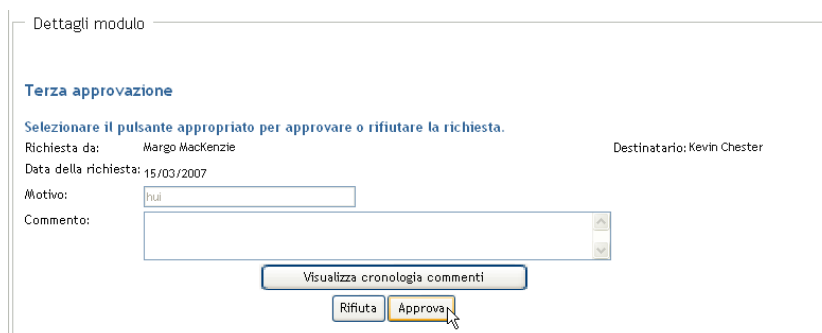 Dettagli modulo
Terza approvazione
Selezionare il pulsante appropriato per approvare o rifiutare la richiesta.
Richiesta da: Margo MacKenzie Destinatario: Kevin Chester
Data della richiesta: 15/03/2007
Motivo: hui
Commento:
Visualizza cronologia commenti
Rifiuta Approva